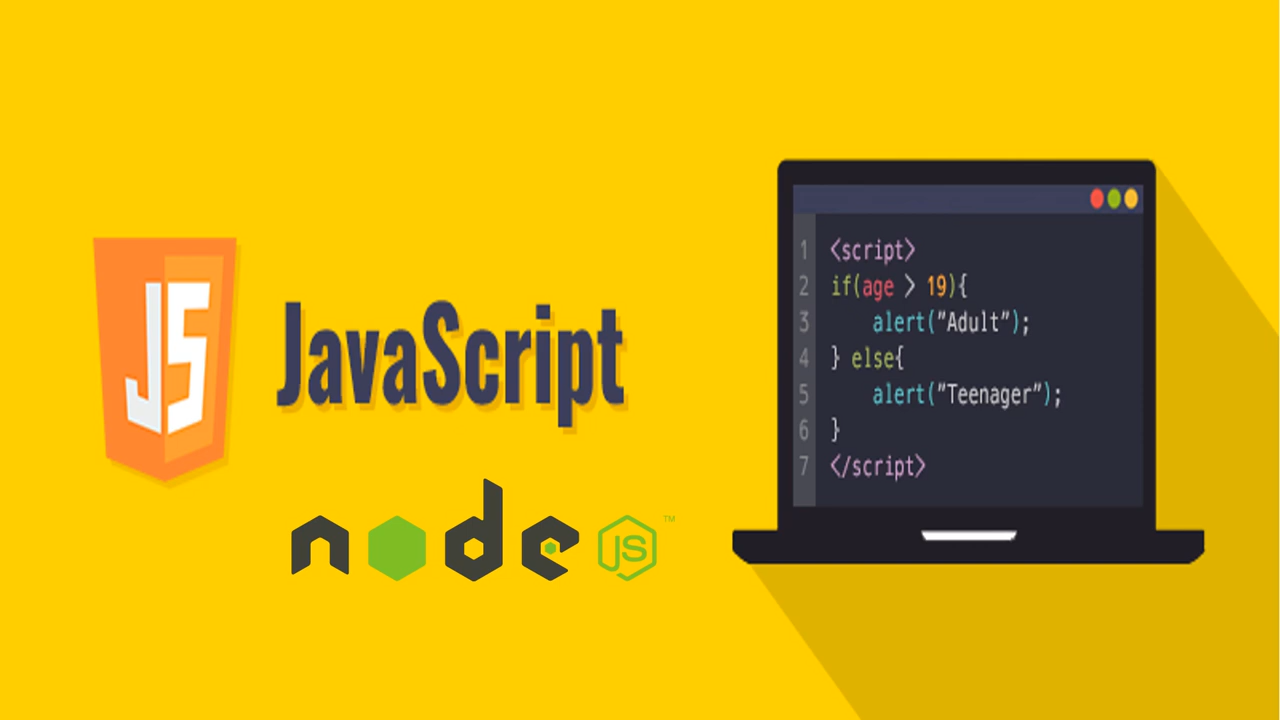 JS
JavaScript
node
JS
™
1 <script>
2 if(age > 19){
3 alert("Adult");
4 } else{
5 alert("Teenager");
6 }
7 </script>